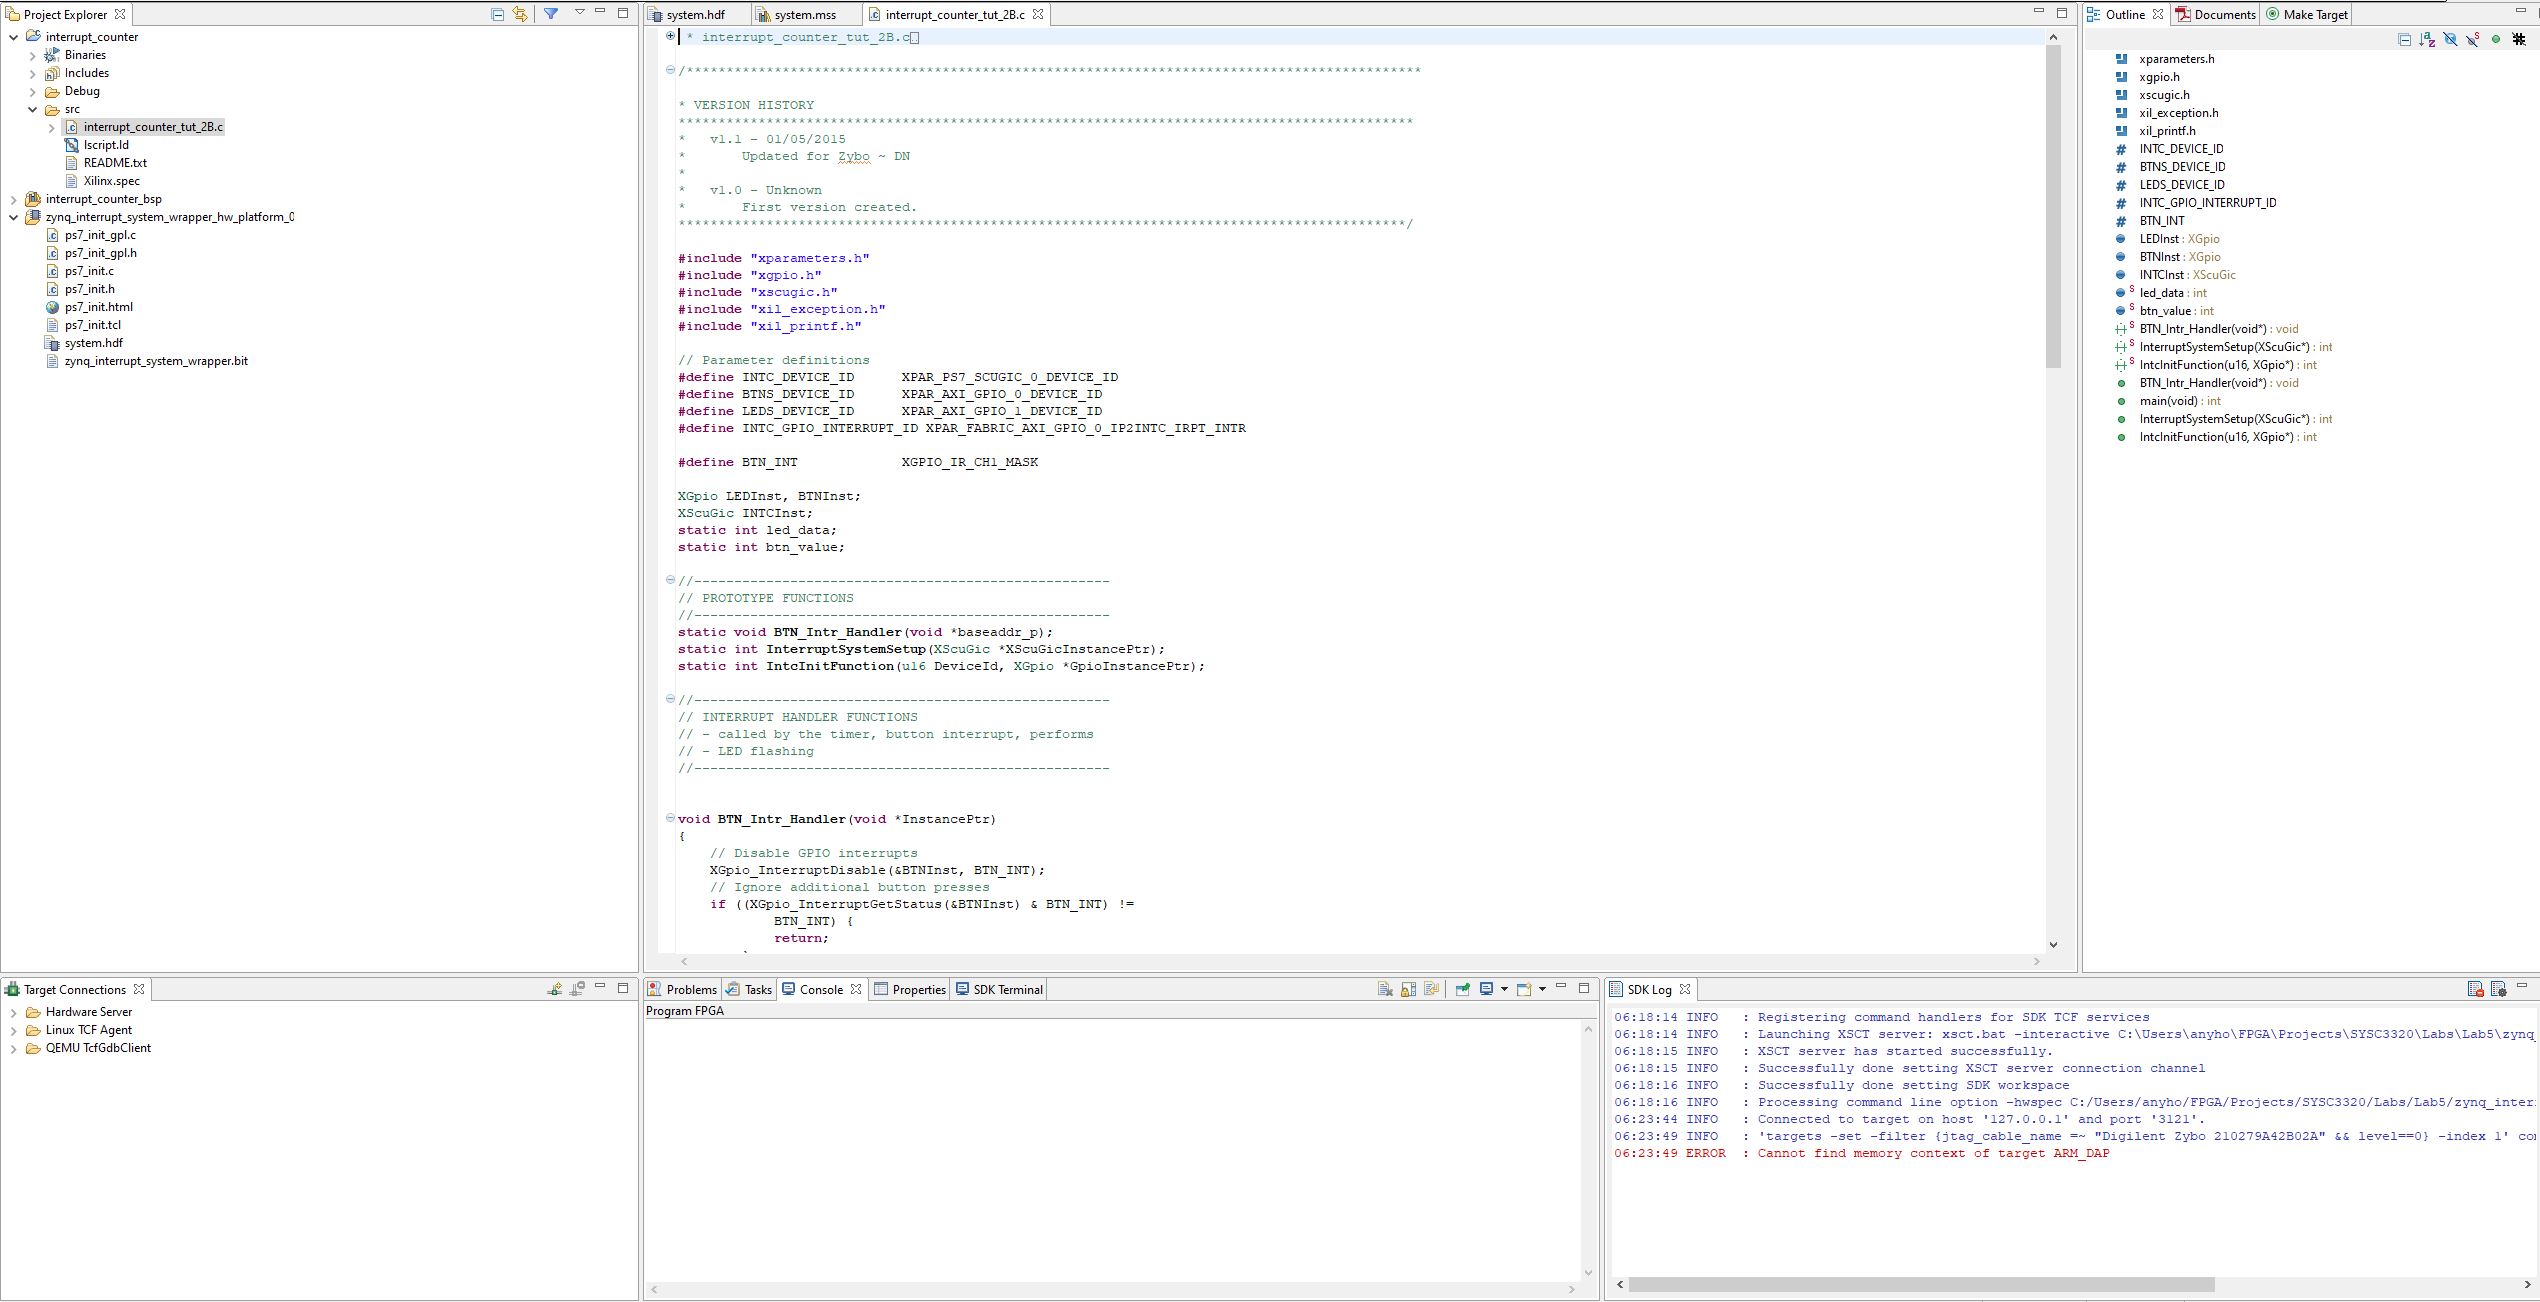 Project Explorer
interrupt_counter
Binaries
Includes
Debug
src
interrupt_counter_tut_2B.c
lscript.ld
README.txt
Xilinx.spec
interrupt_counter_bsp
zynq_interrupt_system_wrapper_hw_platform_0
ps7_init_gpl.c
ps7_init_gpl.h
ps7_init.c
ps7_init.h
ps7_init.html
ps7_init.tcl
system.hdf
zynq_interrupt_system_wrapper.bit
system.hdf system.mss interrupt_counter_tut_2B.c
* interrupt_counter_tut_2B.c
/********************************************************************************************
* VERSION HISTORY
********************************************************************************************
*   v1.1 - 01/05/2015
*       Updated for Zybo ~ DN
*
*   v1.0 - Unknown
*       First version created.
*******************************************************************************************/
#include "xparameters.h"
#include "xgpio.h"
#include "xscugic.h"
#include "xil_exception.h"
#include "xil_printf.h"
// Parameter definitions
#define INTC_DEVICE_ID      XPAR_PS7_SCUGIC_0_DEVICE_ID
#define BTNS_DEVICE_ID      XPAR_AXI_GPIO_0_DEVICE_ID
#define LEDS_DEVICE_ID      XPAR_AXI_GPIO_1_DEVICE_ID
#define INTC_GPIO_INTERRUPT_ID XPAR_FABRIC_AXI_GPIO_0_IP2INTC_IRPT_INTR
#define BTN_INT             XGPIO_IR_CH1_MASK
XGpio LEDInst, BTNInst;
XScuGic INTCInst;
static int led_data;
static int btn_value;
//----------------------------------------------------
// PROTOTYPE FUNCTIONS
//----------------------------------------------------
static void BTN_Intr_Handler(void *baseaddr_p);
static int InterruptSystemSetup(XScuGic *XScuGicInstancePtr);
static int IntcInitFunction(u16 DeviceId, XGpio *GpioInstancePtr);
//----------------------------------------------------
// INTERRUPT HANDLER FUNCTIONS
// - called by the timer, button interrupt, performs
// - LED flashing
//----------------------------------------------------
void BTN_Intr_Handler(void *InstancePtr)
{
// Disable GPIO interrupts
XGpio_InterruptDisable(&BTNInst, BTN_INT);
// Ignore additional button presses
if ((XGpio_InterruptGetStatus(&BTNInst) & BTN_INT) !=
BTN_INT) {
return;
Outline Documents Make Target
xparameters.h
xgpio.h
xscugic.h
xil_exception.h
xil_printf.h
INTC_DEVICE_ID
BTNS_DEVICE_ID
LEDS_DEVICE_ID
INTC_GPIO_INTERRUPT_ID
BTN_INT
LEDInst : XGpio
BTNInst : XGpio
INTCInst : XScuGic
led_data : int
btn_value : int
BTN_Intr_Handler(void*) : void
InterruptSystemSetup(XScuGic*) : int
IntcInitFunction(u16, XGpio*) : int
BTN_Intr_Handler(void*) : void
main(void) : int
InterruptSystemSetup(XScuGic*) : int
IntcInitFunction(u16, XGpio*) : int
Target Connections
Hardware Server
Linux TCF Agent
QEMU TcfGdbClient
Problems Tasks Console Properties SDK Terminal
Program FPGA
SDK Log
06:18:14 INFO : Registering command handlers for SDK TCF services
06:18:14 INFO : Launching XSCT server: xsct.bat -interactive C:\Users\anyho\FPGA\Projects\SYSC3320\Labs\Lab5\zynq_
06:18:15 INFO : XSCT server has started successfully.
06:18:15 INFO : Successfully done setting XSCT server connection channel
06:18:16 INFO : Successfully done setting SDK workspace
06:18:16 INFO : Processing command line option -hwspec C:/Users/anyho/FPGA/Projects/SYSC3320/Labs/Lab5/zynq_inter
06:23:44 INFO : Connected to target on host '127.0.0.1' and port '3121'.
06:23:49 INFO : 'targets -set -filter {jtag_cable_name =~ "Digilent Zybo 210279A42B02A" && level==0} -index 1' co
06:23:49 ERROR : Cannot find memory context of target ARM_DAP